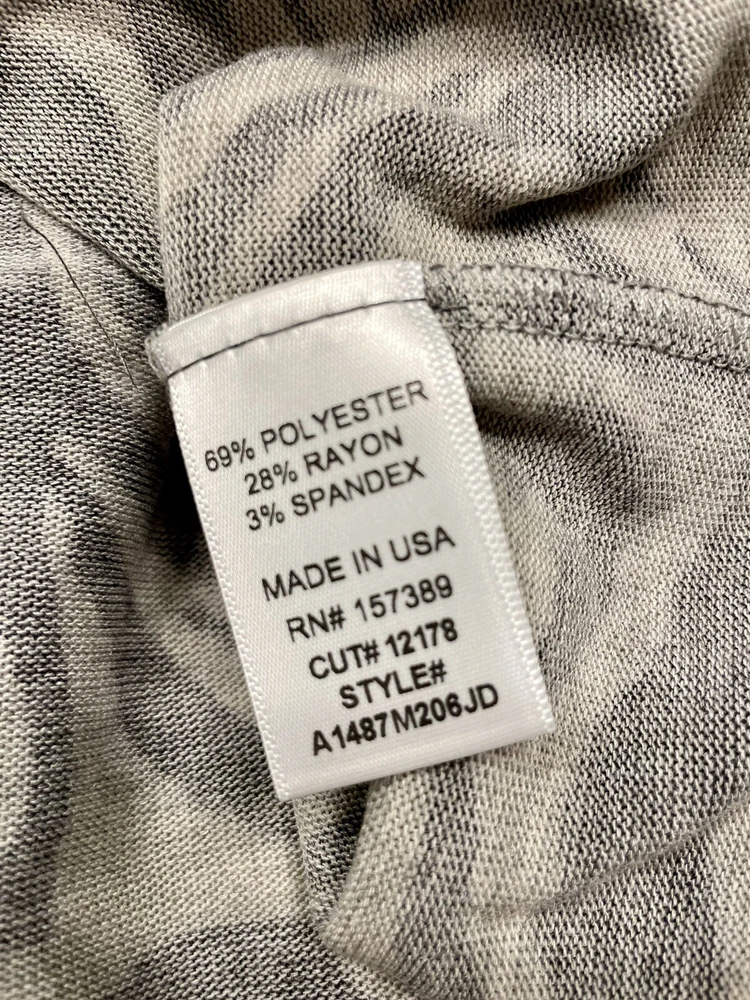 69% POLYESTER
28% RAYON
3% SPANDEX
MADE IN USA
RN# 157389
CUT# 12178
STYLE#
A1487M206JD